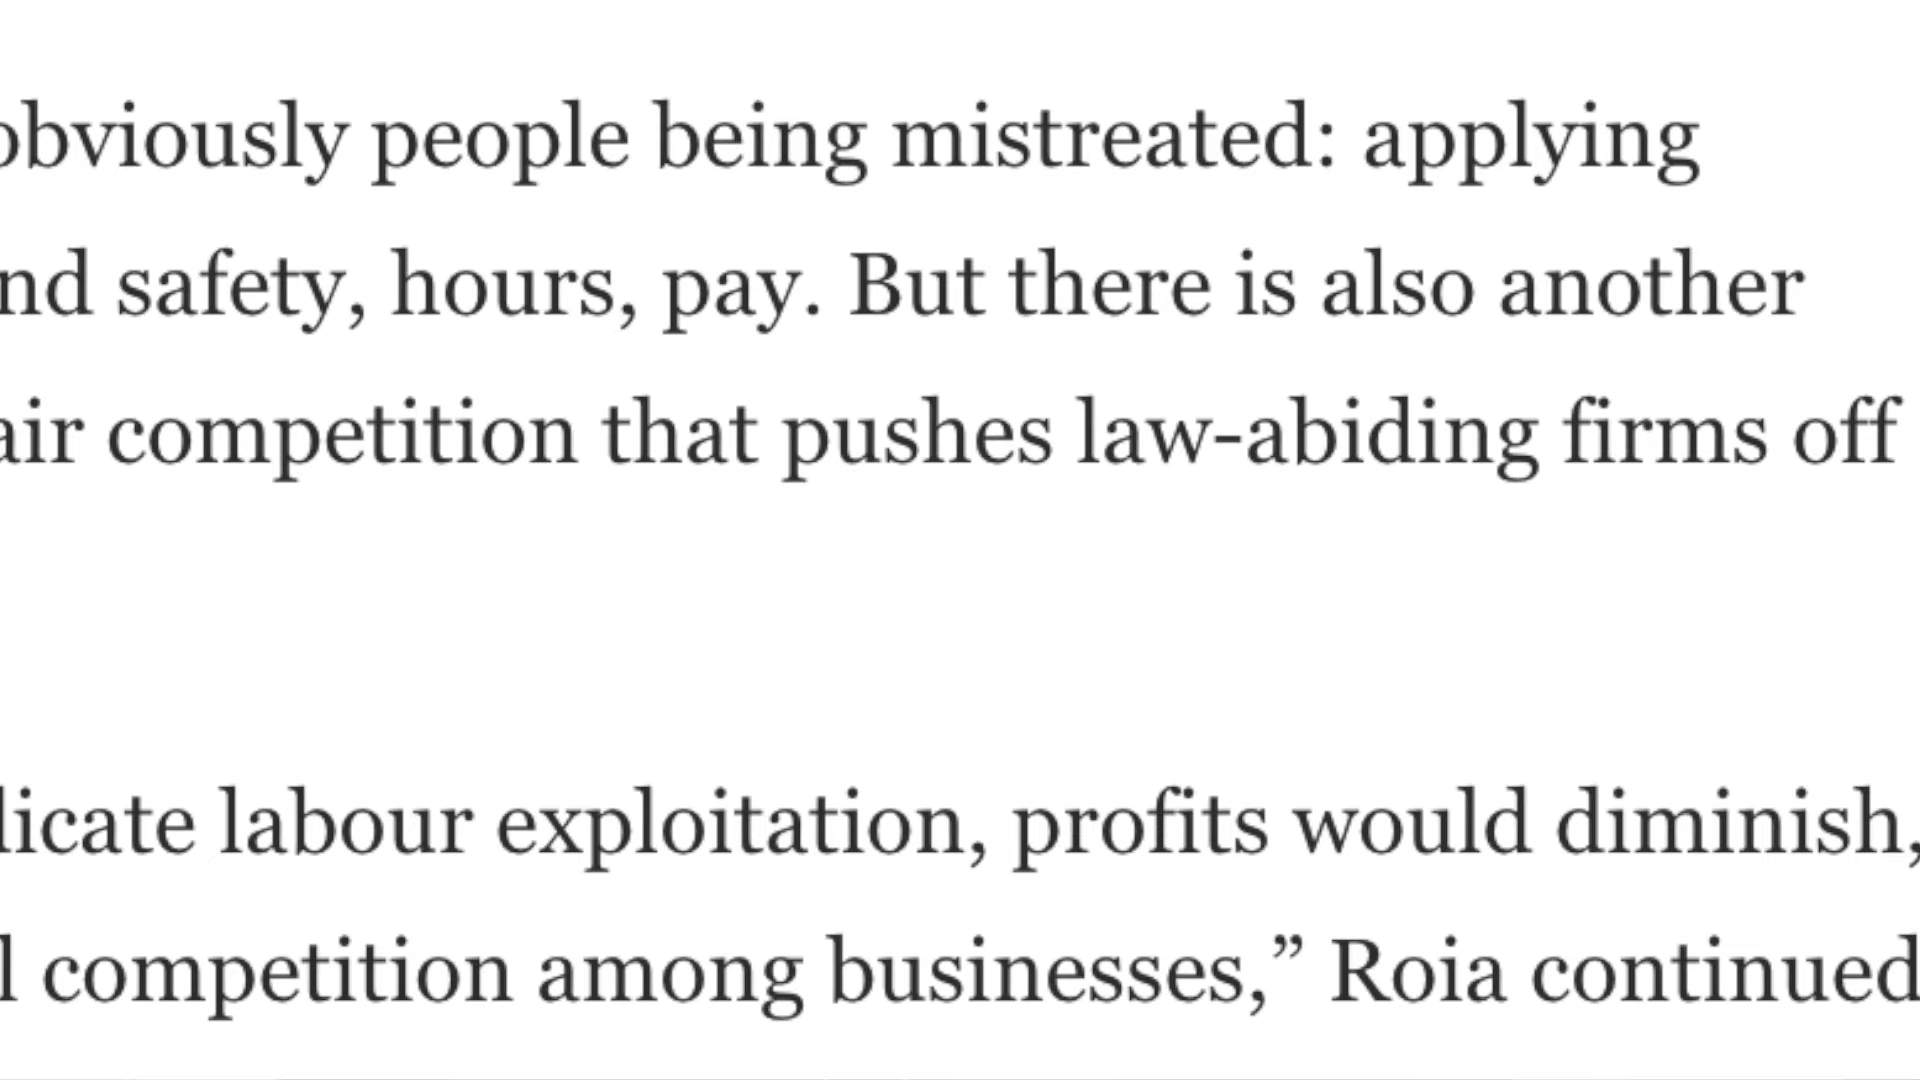 obviously people being mistreated: applying
nd safety, hours, pay. But there is also another
air competition that pushes law-abiding firms off
licate labour exploitation, profits would diminish,
l competition among businesses,” Roia continued